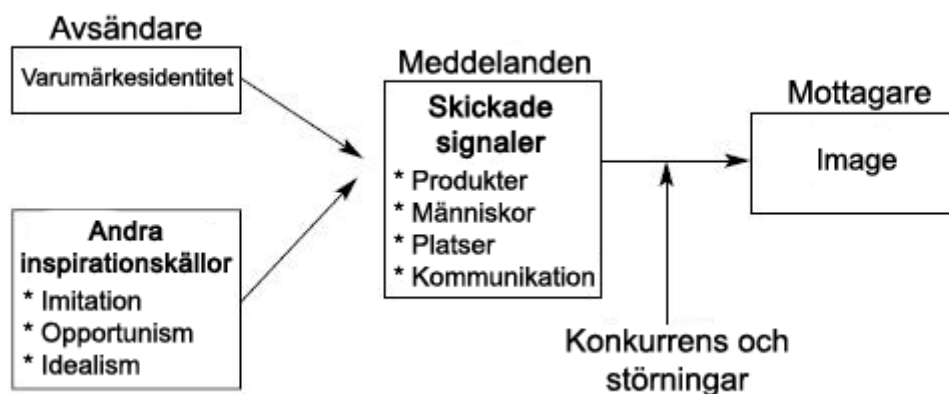 Avsändare
Varumärkesidentitet
Andra
inspirationskällor
* Imitation
* Opportunism
* Idealism
Meddelanden
Skickade
signaler
* Produkter
* Människor
* Platser
* Kommunikation
Mottagare
Image
Konkurrens och
störningar